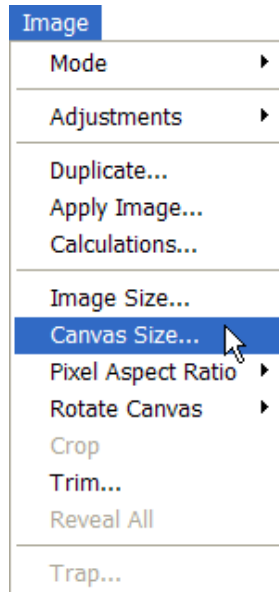 Image
Mode
Adjustments
Duplicate...
Apply Image...
Calculations...
Image Size...
Canvas Size...
Pixel Aspect Ratio
Rotate Canvas
Crop
Trim...
Reveal All
Trap...